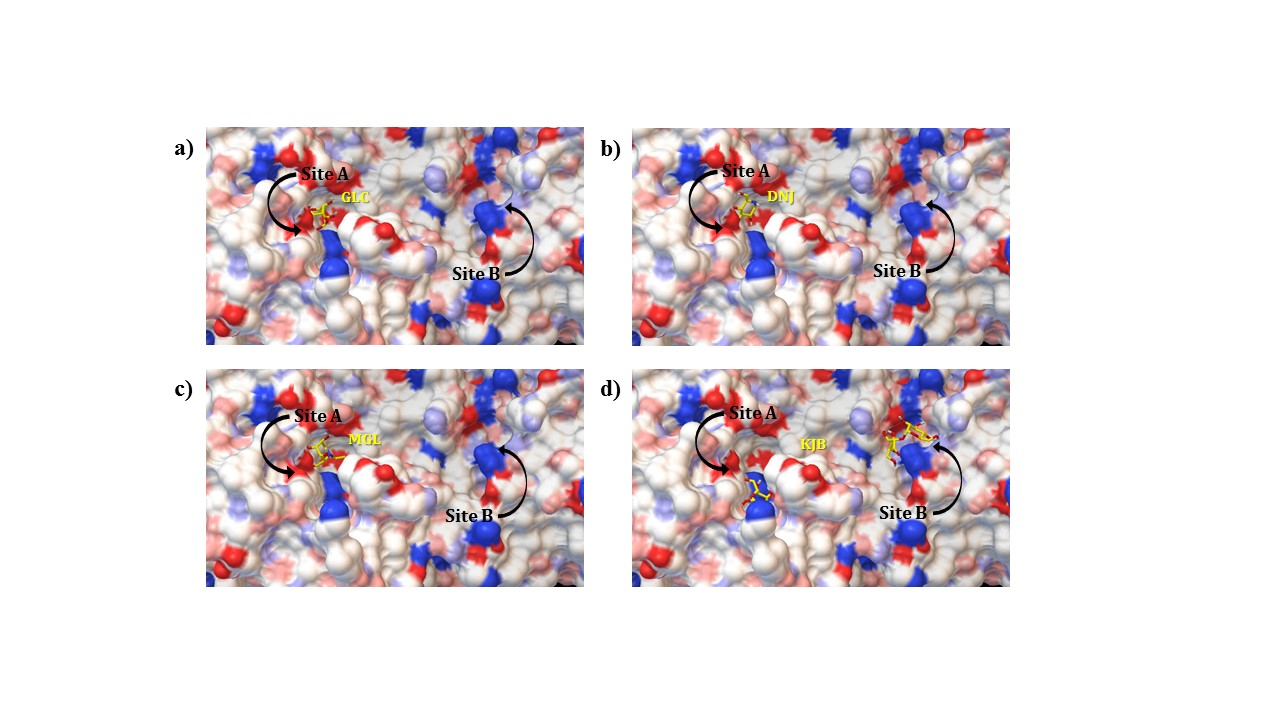 a)
Site A
GLC
Site B
b)
Site A
DNJ
Site B
c)
Site A
MGL
Site B
d)
Site A
KJB
Site B